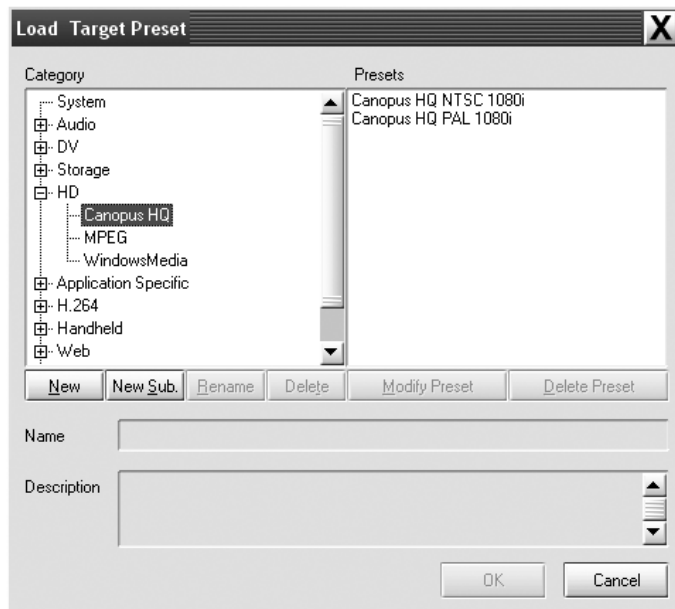 Load Target Preset
X
Category
Presets
System
Audio
DV
Storage
HD
Canopus HQ
MPEG
WindowsMedia
Application Specific
H.264
Handheld
Web
Canopus HQ NTSC 1080i
Canopus HQ PAL 1080i
New
New Sub.
Rename
Delete
Modify Preset
Delete Preset
Name
Description
OK
Cancel